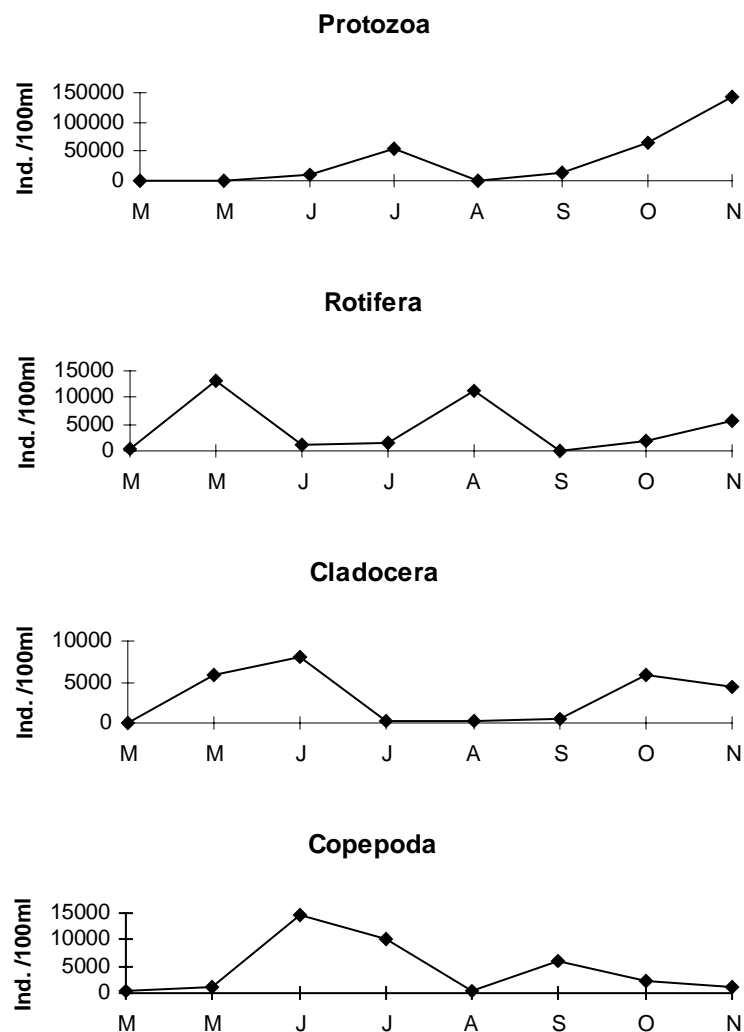 Protozoa
Ind. /100ml
150000
100000
50000
0
M M J J A S O N
Rotifera
Ind. /100ml
15000
10000
5000
0
M M J J A S O N
Cladocera
Ind. /100ml
10000
5000
0
M M J J A S O N
Copepoda
Ind. /100ml
15000
10000
5000
0
M M J J A S O N